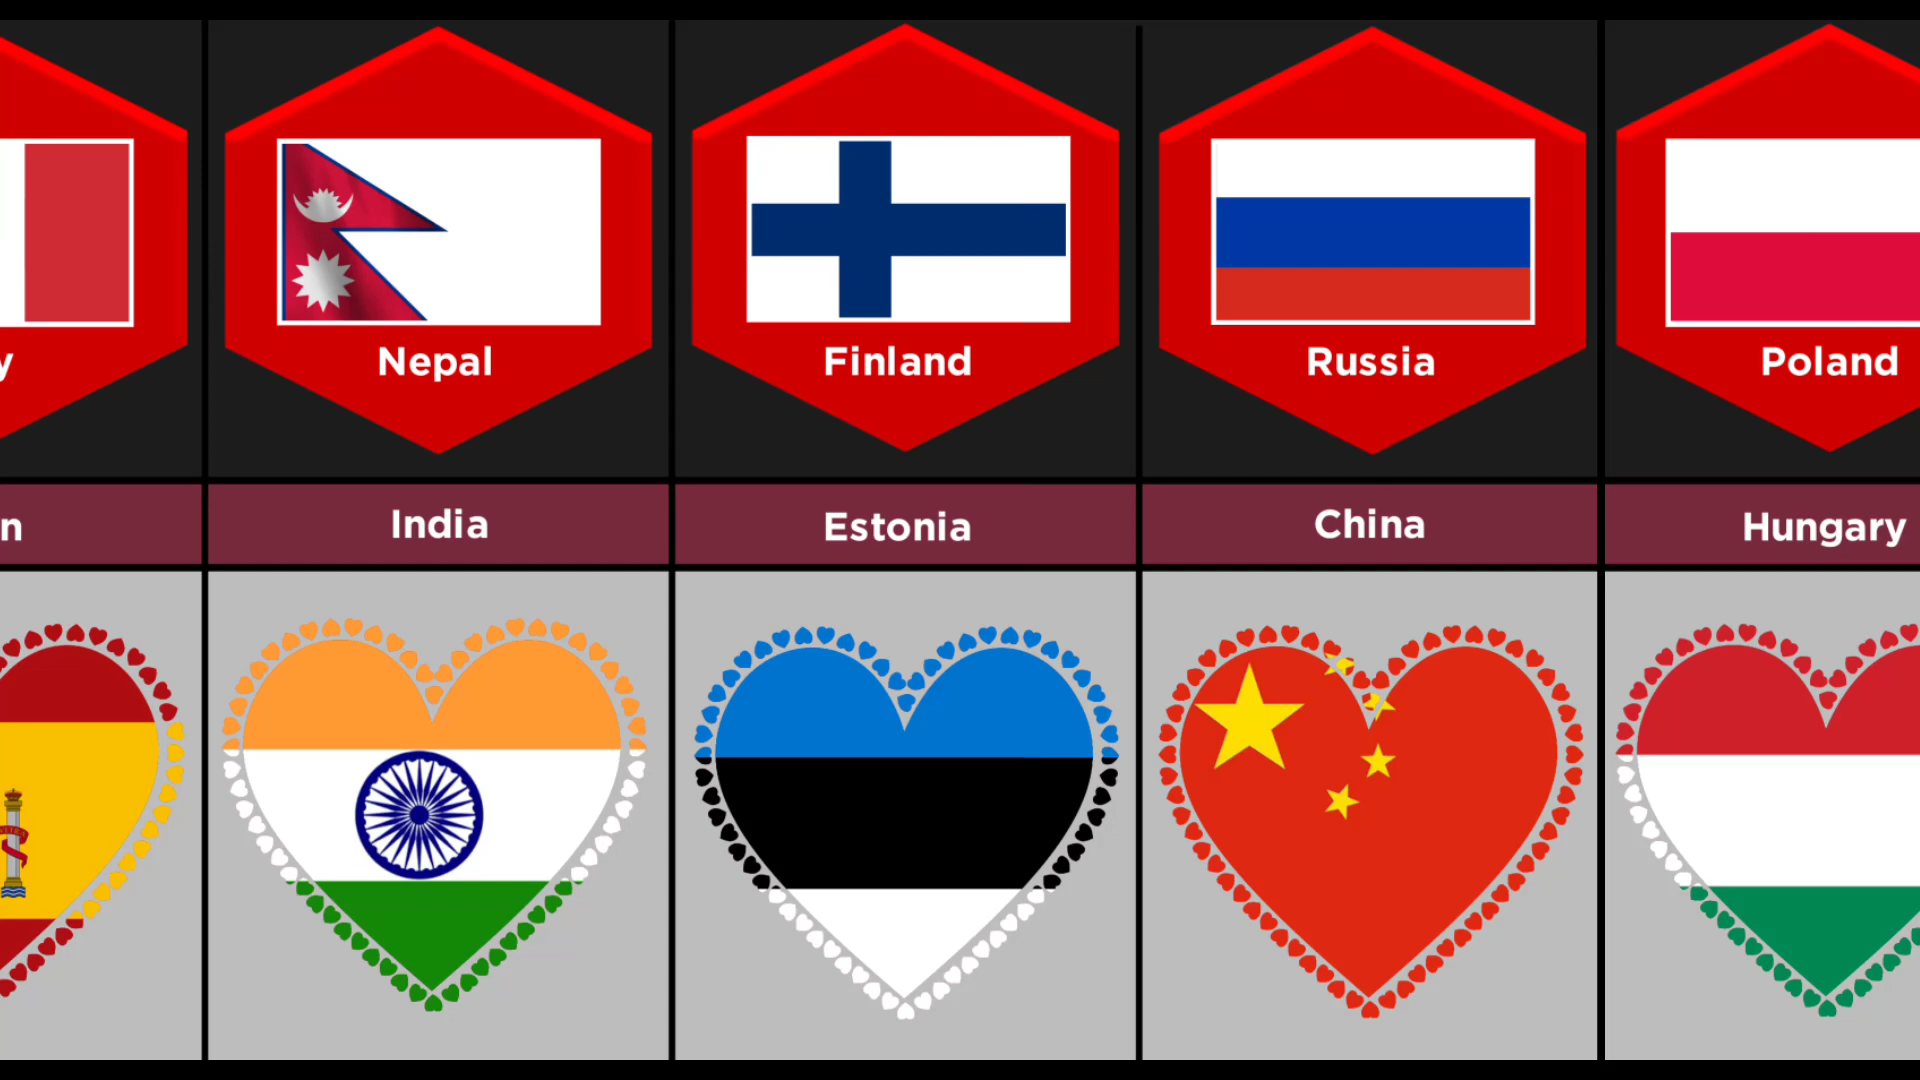 y
Nepal
Finland
Russia
Poland
n
India
Estonia
China
Hungary